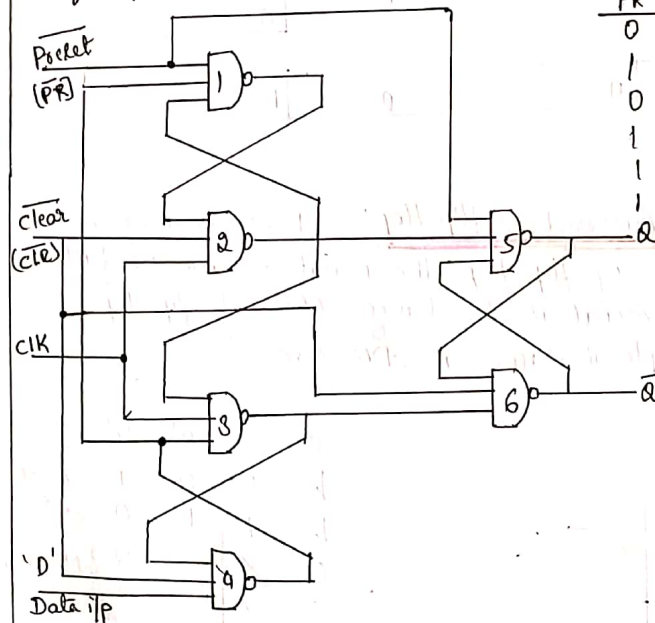 PR
0
1
0
1
1
1
Preset
(PR)
1
Clear
(Clr)
2
5
Q
Clk
3
6
Q̅
'D'
4
Data i/p